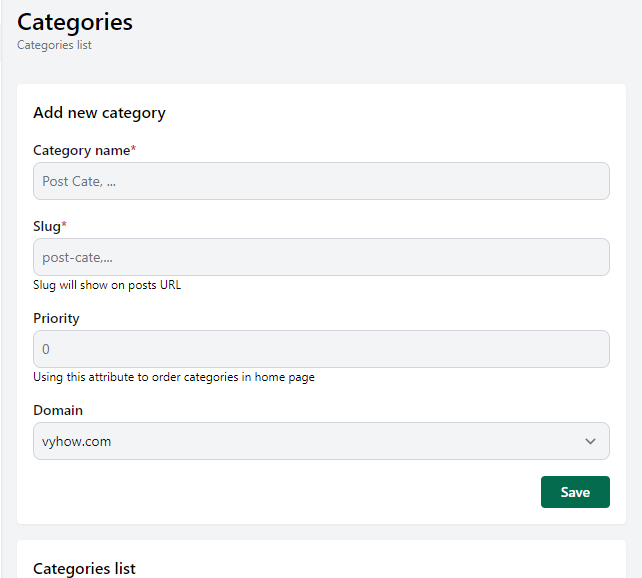 Categories
Categories list
Add new category
Category name*
Post Cate, ...
Slug*
post-cate,...
Slug will show on posts URL
Priority
0
Using this attribute to order categories in home page
Domain
vyhow.com
Save
Categories list